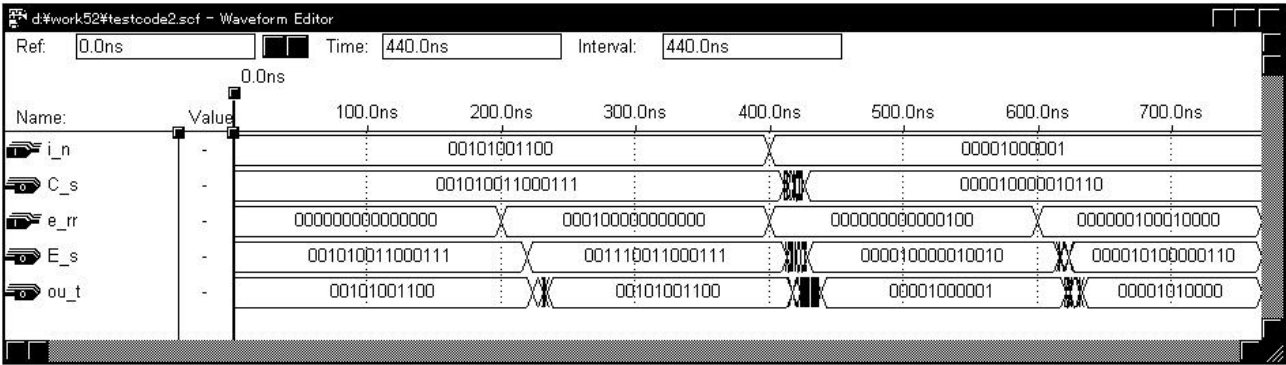 d:¥work52¥testcode2.scf - Waveform Editor
Ref: 0.0ns Time: 440.0ns Interval: 440.0ns
0.0ns
Name: Value 100.0ns 200.0ns 300.0ns 400.0ns 500.0ns 600.0ns 700.0ns
i_n - 00101001100 00001000001
C_s - 001010011000111 000010000010110
e_rr - 000000000000000 000100000000000 000000000000100 000000100010000
E_s - 001010011000111 001110011000111 000010000010010 000010100000110
ou_t - 00101001100 00101001100 00001000001 00001010000